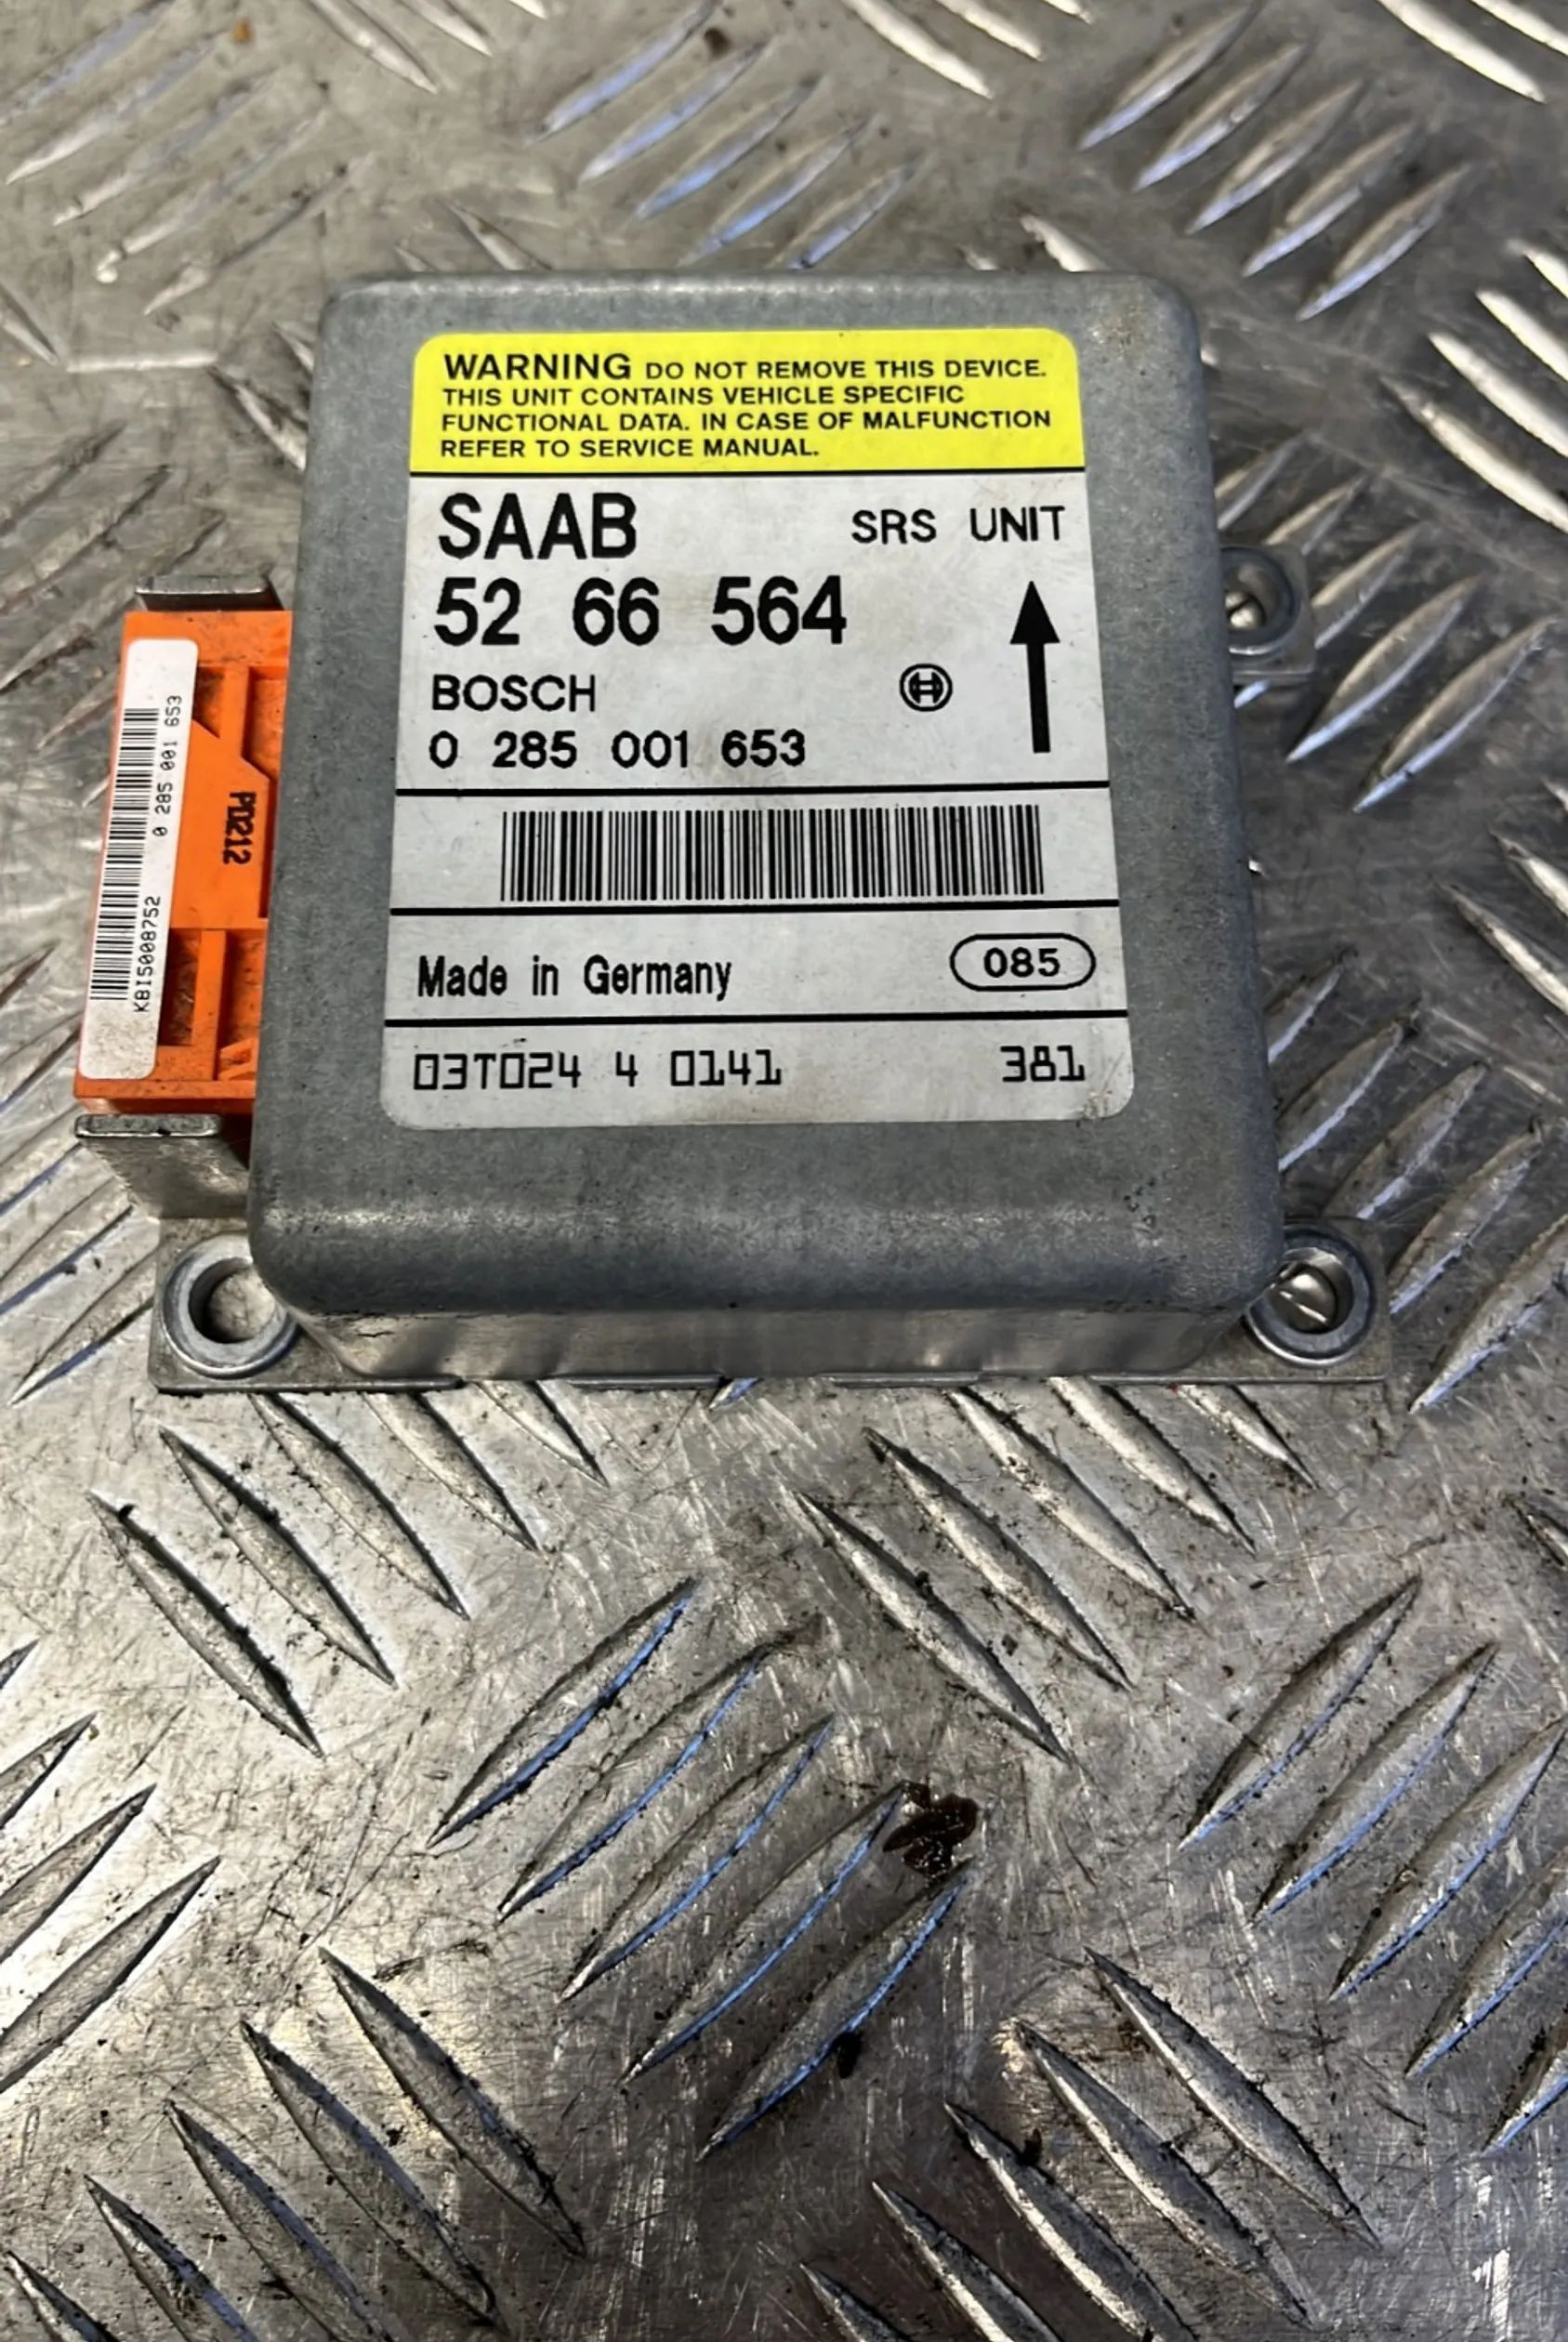 WARNING DO NOT REMOVE THIS DEVICE.
THIS UNIT CONTAINS VEHICLE SPECIFIC
FUNCTIONAL DATA. IN CASE OF MALFUNCTION
REFER TO SERVICE MANUAL.
SAAB SRS UNIT
52 66 564
BOSCH
0 285 001 653
Made in Germany 085
03T024 4 0141 381
KBI5008752 0 285 001 653
PD212